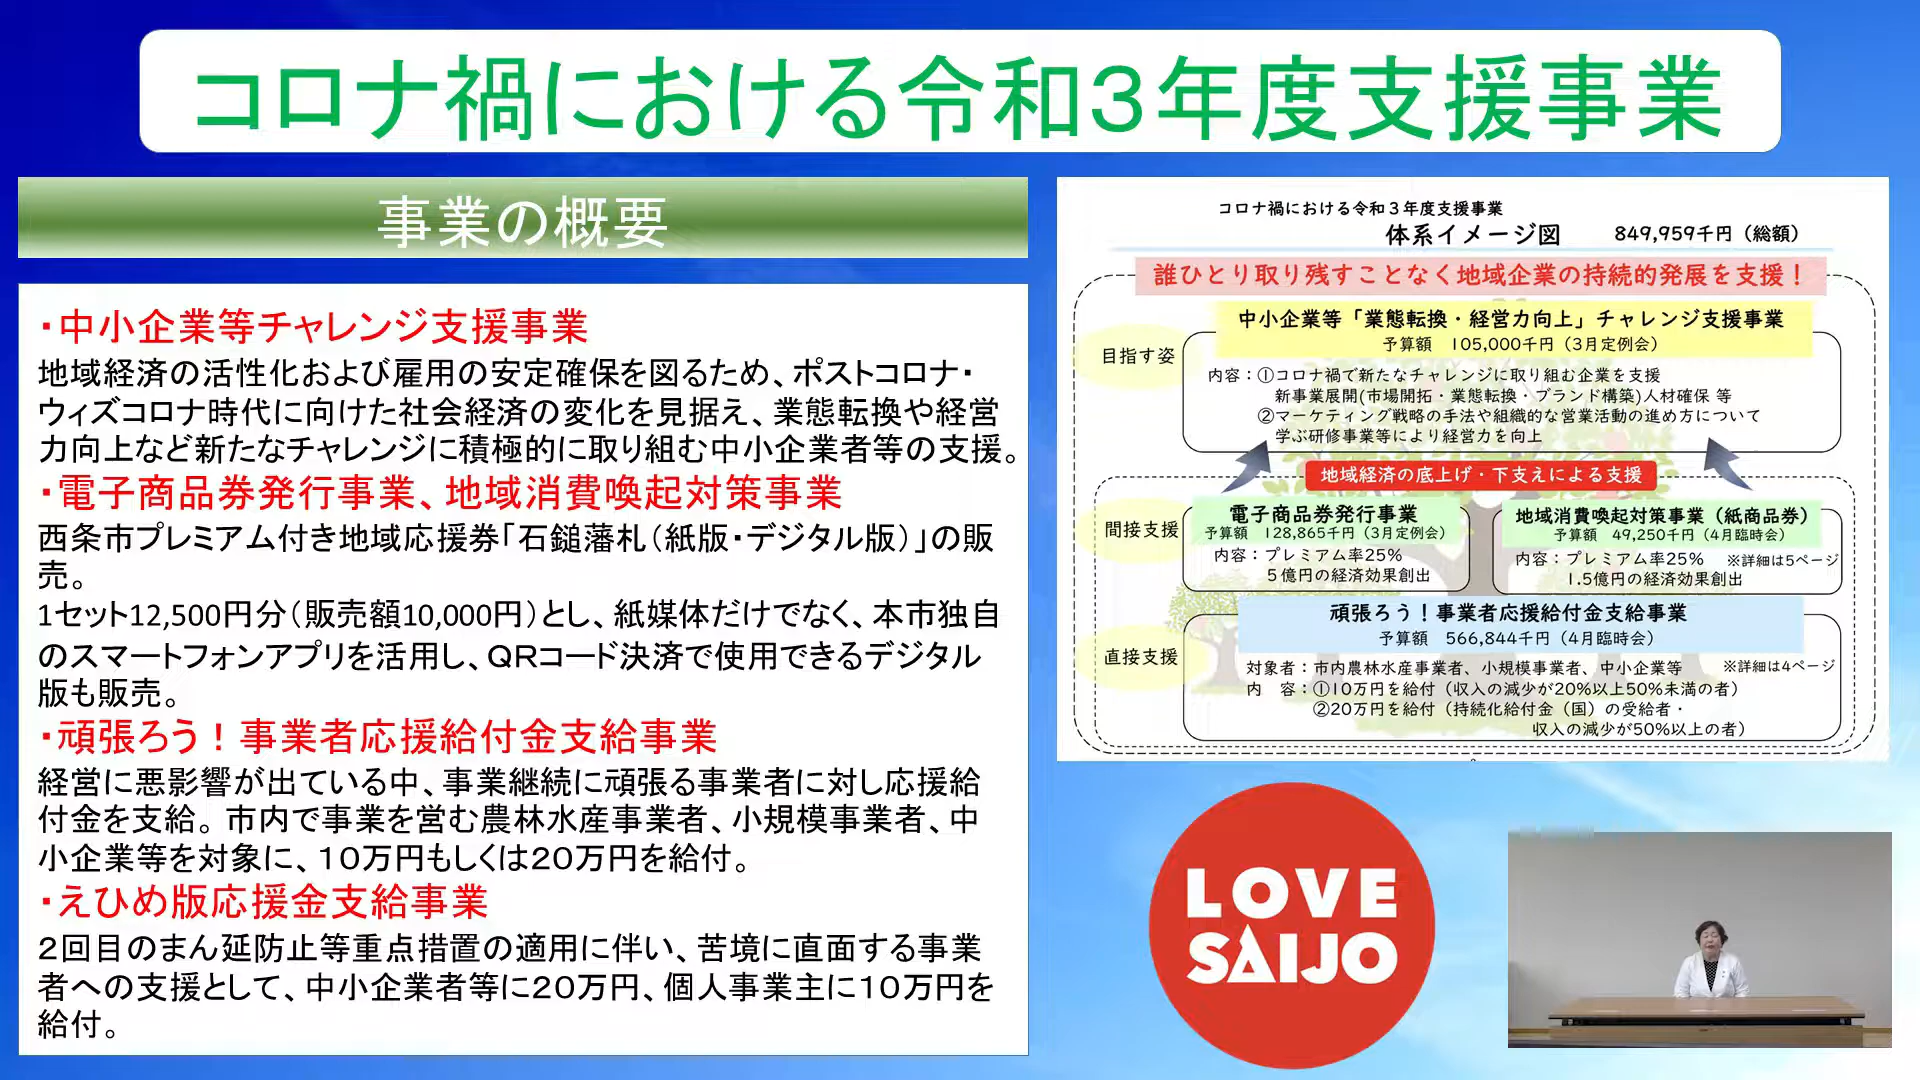 コロナ禍における令和3年度支援事業
事業の概要
・中小企業等チャレンジ支援事業
地域経済の活性化および雇用の安定確保を図るため、ポストコロナ・
ウィズコロナ時代に向けた社会経済の変化を見据え、業態転換や経営
力向上など新たなチャレンジに積極的に取り組む中小企業者等の支援。
・電子商品券発行事業、地域消費喚起対策事業
西条市プレミアム付き地域応援券「石鎚藩札（紙版・デジタル版）」の販
売。
1セット12,500円分（販売額10,000円）とし、紙媒体だけでなく、本市独自
のスマートフォンアプリを活用し、QRコード決済で使用できるデジタル
版も販売。
・頑張ろう！事業者応援給付金支給事業
経営に悪影響が出ている中、事業継続に頑張る事業者に対し応援給
付金を支給。市内で事業を営む農林水産事業者、小規模事業者、中
小企業等を対象に、10万円もしくは20万円を給付。
・えひめ版応援金支給事業
2回目のまん延防止等重点措置の適用に伴い、苦境に直面する事業
者への支援として、中小企業者等に20万円、個人事業主に10万円を
給付。
コロナ禍における令和３年度支援事業
体系イメージ図 849,959千円（総額）
誰ひとり取り残すことなく地域企業の持続的発展を支援！
目指す姿
中小企業等「業態転換・経営力向上」チャレンジ支援事業
予算額 105,000千円（3月定例会）
内容：①コロナ禍で新たなチャレンジに取り組む企業を支援
新事業展開(市場開拓・業態転換・ブランド構築)人材確保 等
②マーケティング戦略の手法や組織的な営業活動の進め方について
学ぶ研修事業等により経営力を向上
地域経済の底上げ・下支えによる支援
間接支援
電子商品券発行事業
予算額 128,865千円（3月定例会）
内容：プレミアム率25%
５億円の経済効果創出
地域消費喚起対策事業（紙商品券）
予算額 49,250千円（4月臨時会）
内容：プレミアム率25% ※詳細は5ページ
1.5億円の経済効果創出
直接支援
頑張ろう！事業者応援給付金支給事業
予算額 566,844千円（4月臨時会）
対象者：市内農林水産事業者、小規模事業者、中小企業等 ※詳細は4ページ
内 容：①10万円を給付（収入の減少が20%以上50%未満の者）
②20万円を給付（持続化給付金（国）の受給者・
収入の減少が50%以上の者）
LOVE
SAIJO